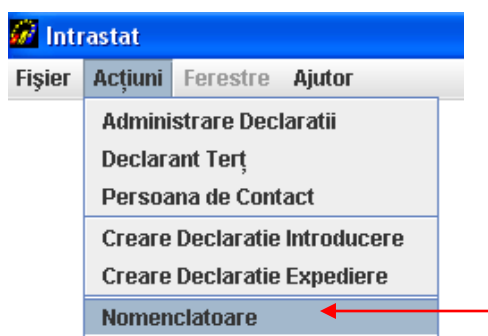 Intrastat
Fişier Acţiuni Ferestre Ajutor
Administrare Declaratii
Declarant Terţ
Persoana de Contact
Creare Declaratie Introducere
Creare Declaratie Expediere
Nomenclatoare